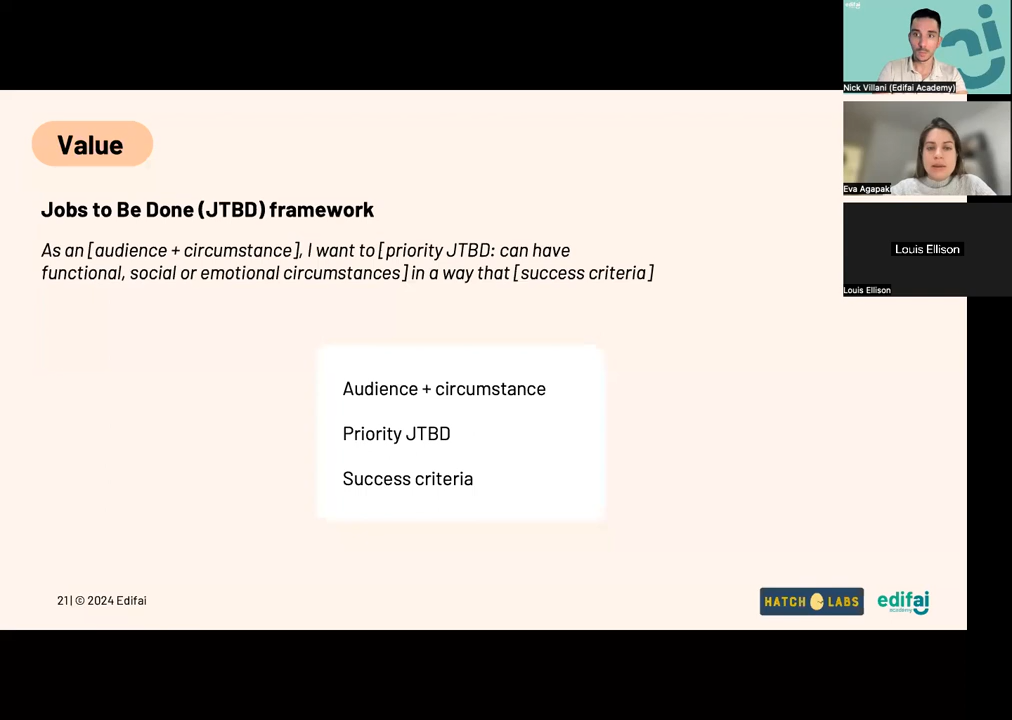 Value
Jobs to Be Done (JTBD) framework
As an [audience + circumstance], I want to [priority JTBD: can have
functional, social or emotional circumstances] in a way that [success criteria]
Audience + circumstance
Priority JTBD
Success criteria
21| © 2024 Edifai
HATCH LABS
edifai
academy
edifai
Nick Villani (Edifai Academy)
Eva Agapaki
Louis Ellison
Louis Ellison